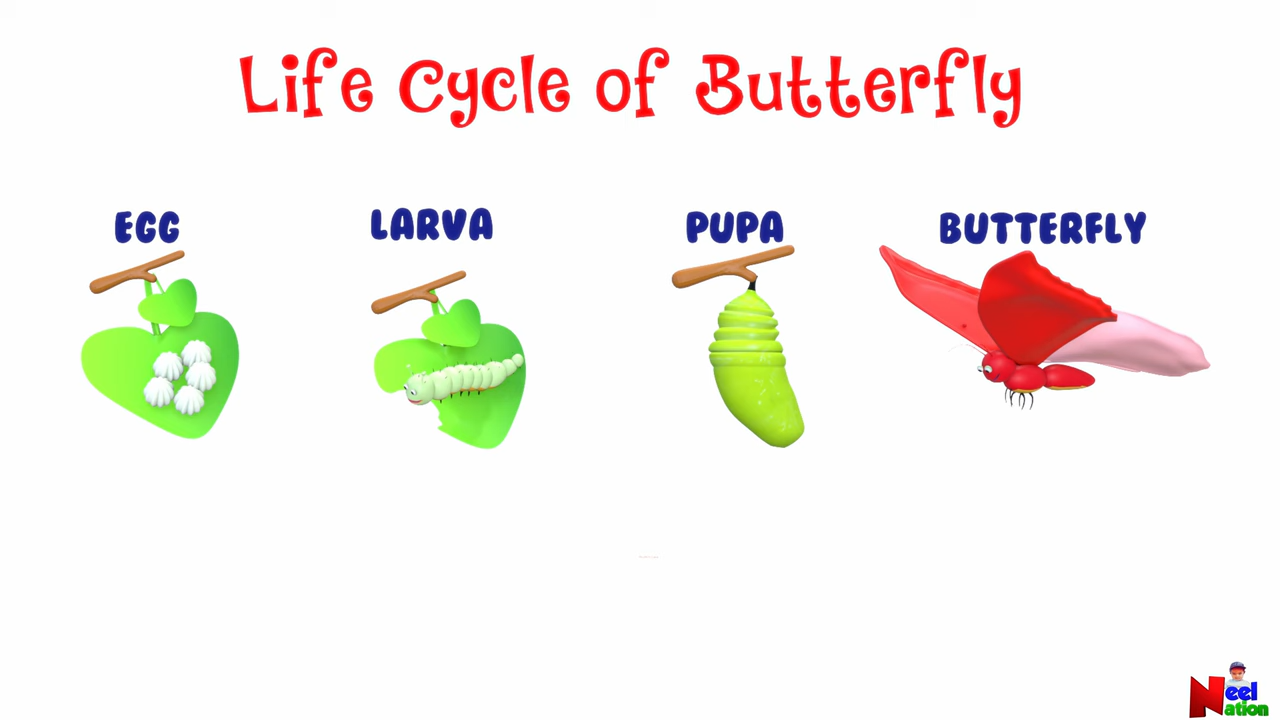 Life Cycle of Butterfly
EGG
LARVA
PUPA
BUTTERFLY
Neel
Nation